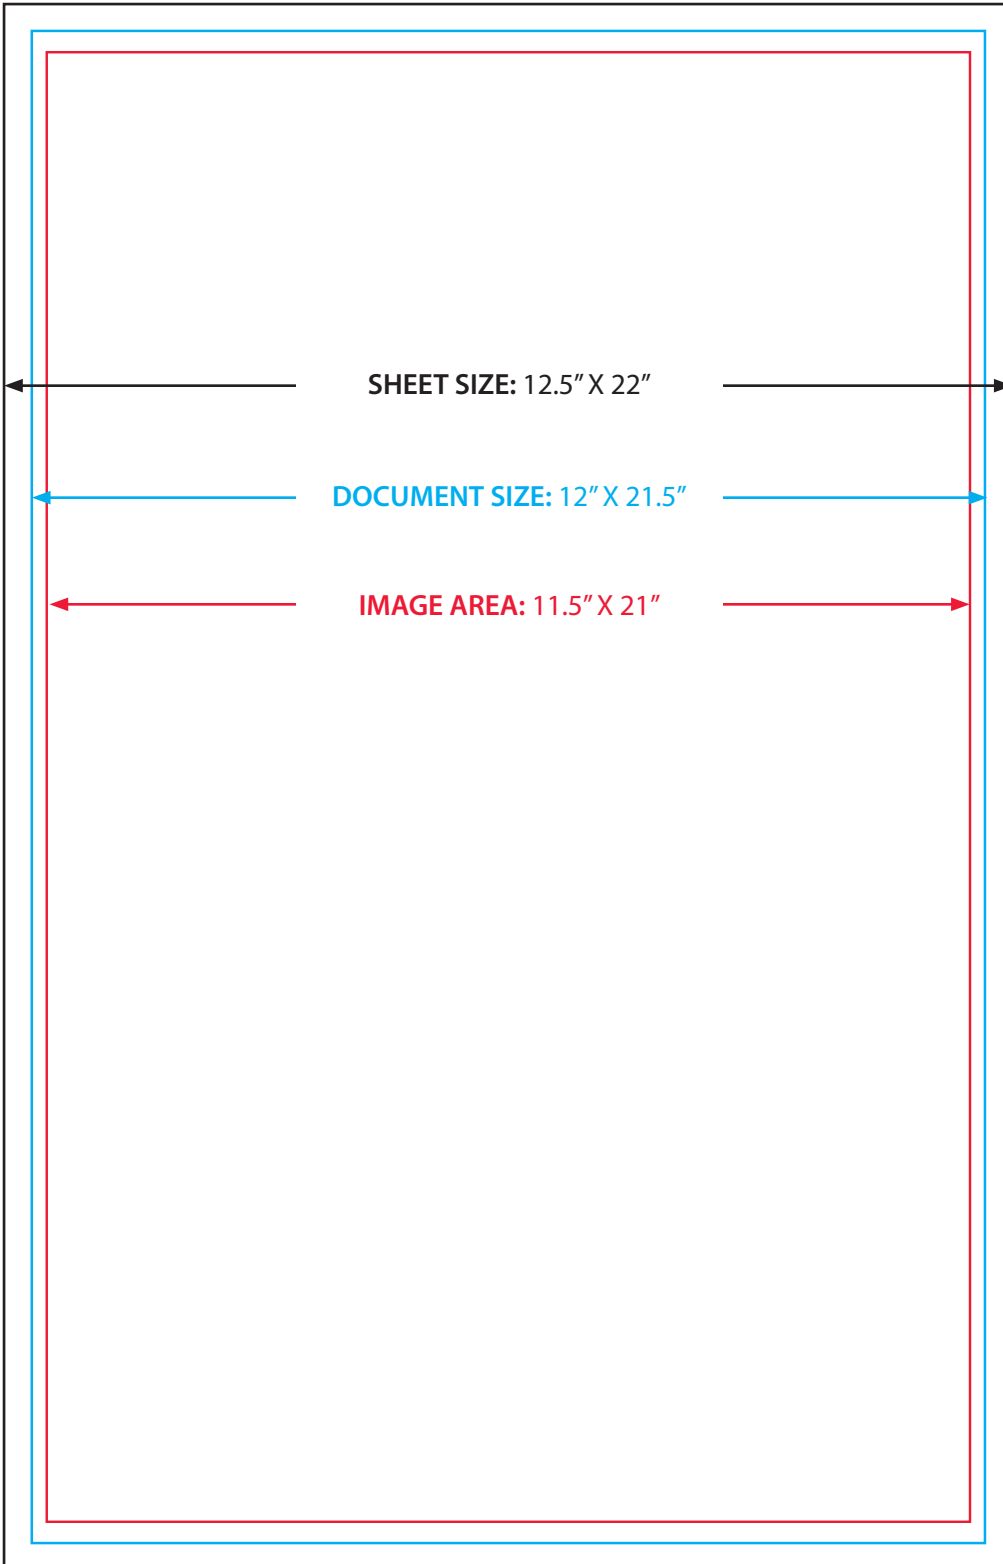 SHEET SIZE: 12.5” X 22”
DOCUMENT SIZE: 12” X 21.5”
IMAGE AREA: 11.5” X 21”